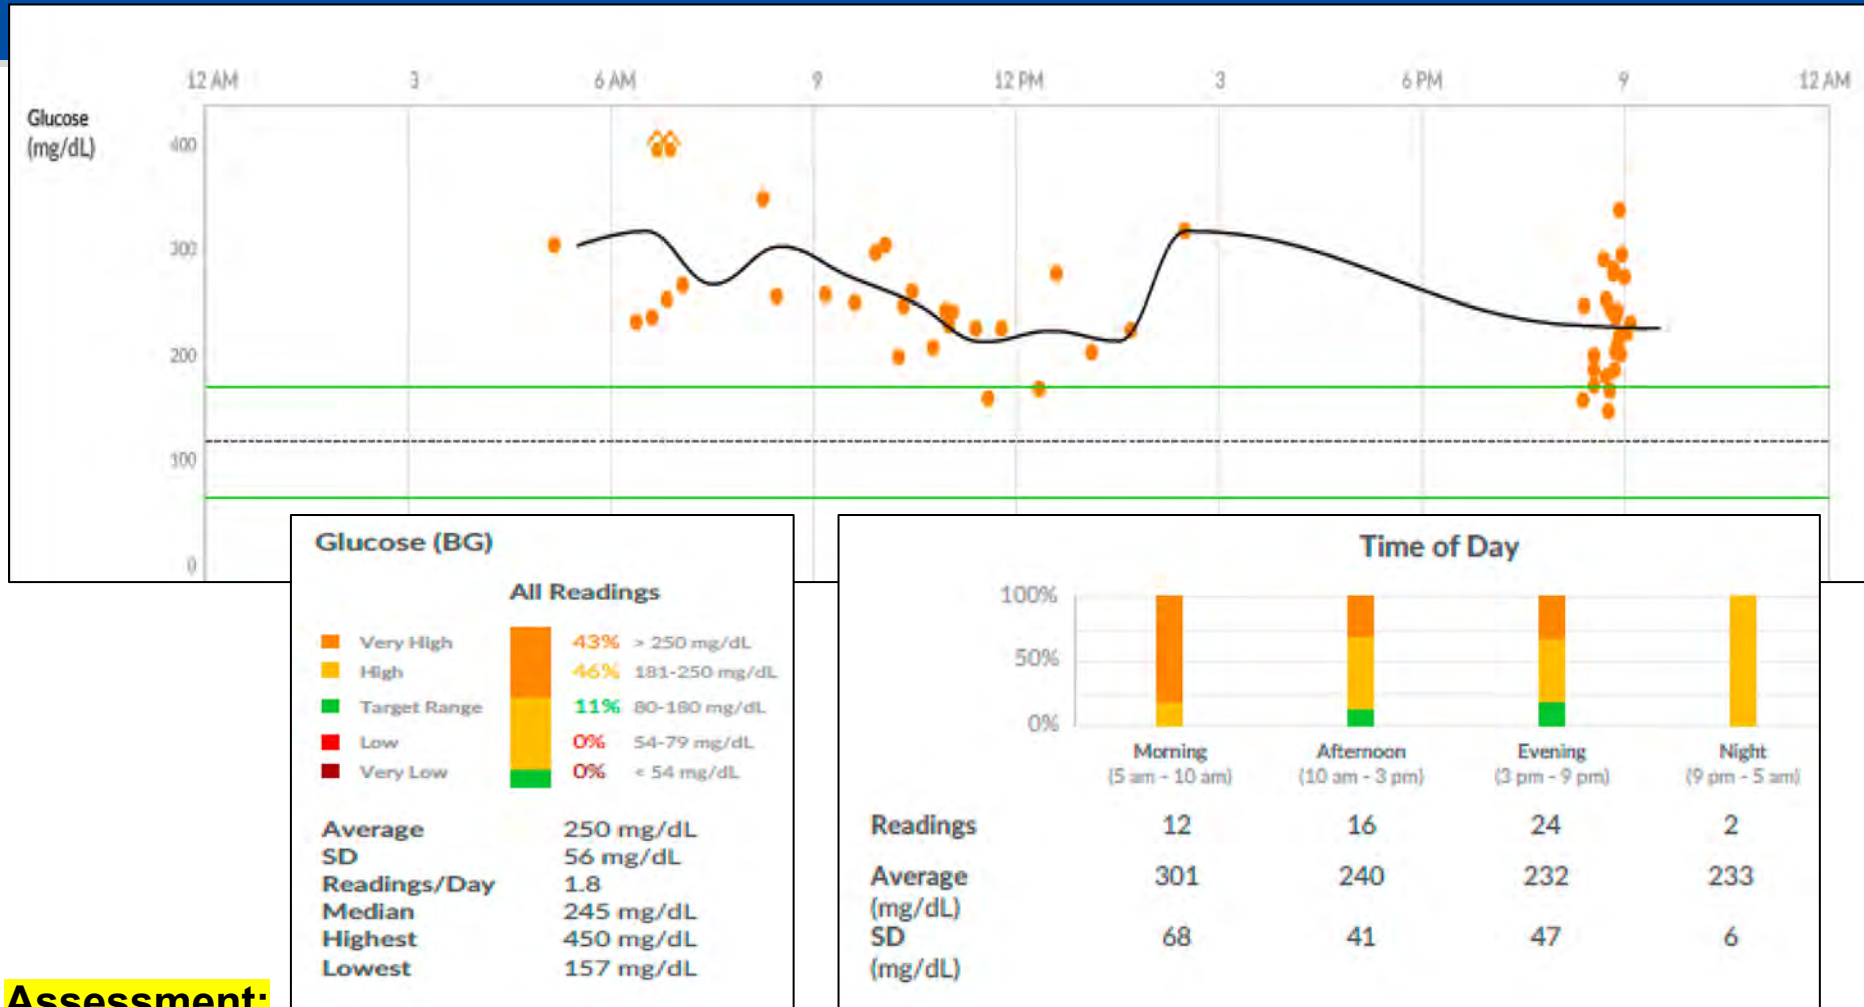 12 AM 3 6 AM 9 12 PM 3 6 PM 9 12 AM
Glucose
(mg/dL)
400
300
200
100
0
Glucose (BG)
All Readings
Very High 43% > 250 mg/dL
High 46% 181-250 mg/dL
Target Range 11% 80-180 mg/dL
Low 0% 54-79 mg/dL
Very Low 0% < 54 mg/dL
Average 250 mg/dL
SD 56 mg/dL
Readings/Day 1.8
Median 245 mg/dL
Highest 450 mg/dL
Lowest 157 mg/dL
Time of Day
100%
50%
0%
Morning Afternoon Evening Night
(5 am - 10 am) (10 am - 3 pm) (3 pm - 9 pm) (9 pm - 5 am)
Readings 12 16 24 2
Average 301 240 232 233
(mg/dL)
SD 68 41 47 6
(mg/dL)
Assessment: